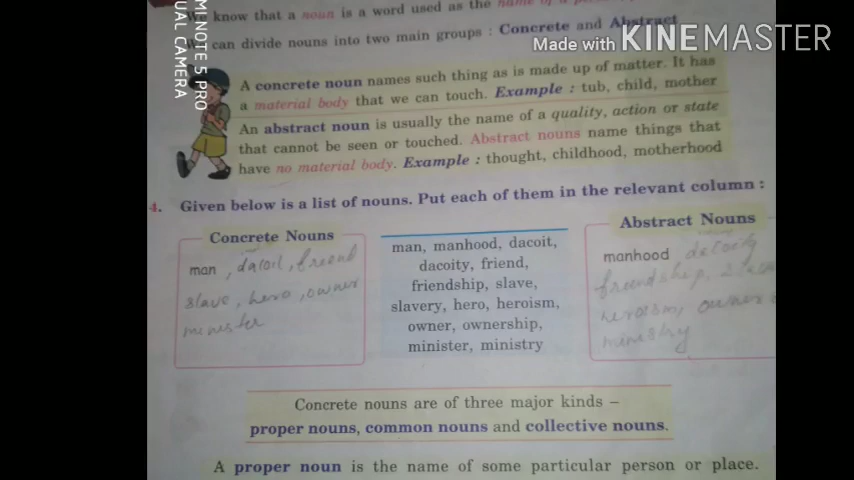 We know that a noun is a word used as the name of a
can divide nouns into two main groups : Concrete and Abstract
Made with KINEMASTER
MI NOTE 5 PRO
DUAL CAMERA
A concrete noun names such thing as is made up of matter. It has
a material body that we can touch. Example : tub, child, mother
An abstract noun is usually the name of a quality, action or state
that cannot be seen or touched. Abstract nouns name things that
have no material body. Example : thought, childhood, motherhood
4. Given below is a list of nouns. Put each of them in the relevant column :
Concrete Nouns
man , dacoit, friend
slave, hero, owner
minister
man, manhood, dacoit,
dacoity, friend,
friendship, slave,
slavery, hero, heroism,
owner, ownership,
minister, ministry
Abstract Nouns
manhood dacoity
friendship,
heroism, owner
ministry
Concrete nouns are of three major kinds –
proper nouns, common nouns and collective nouns.
A proper noun is the name of some particular person or place.